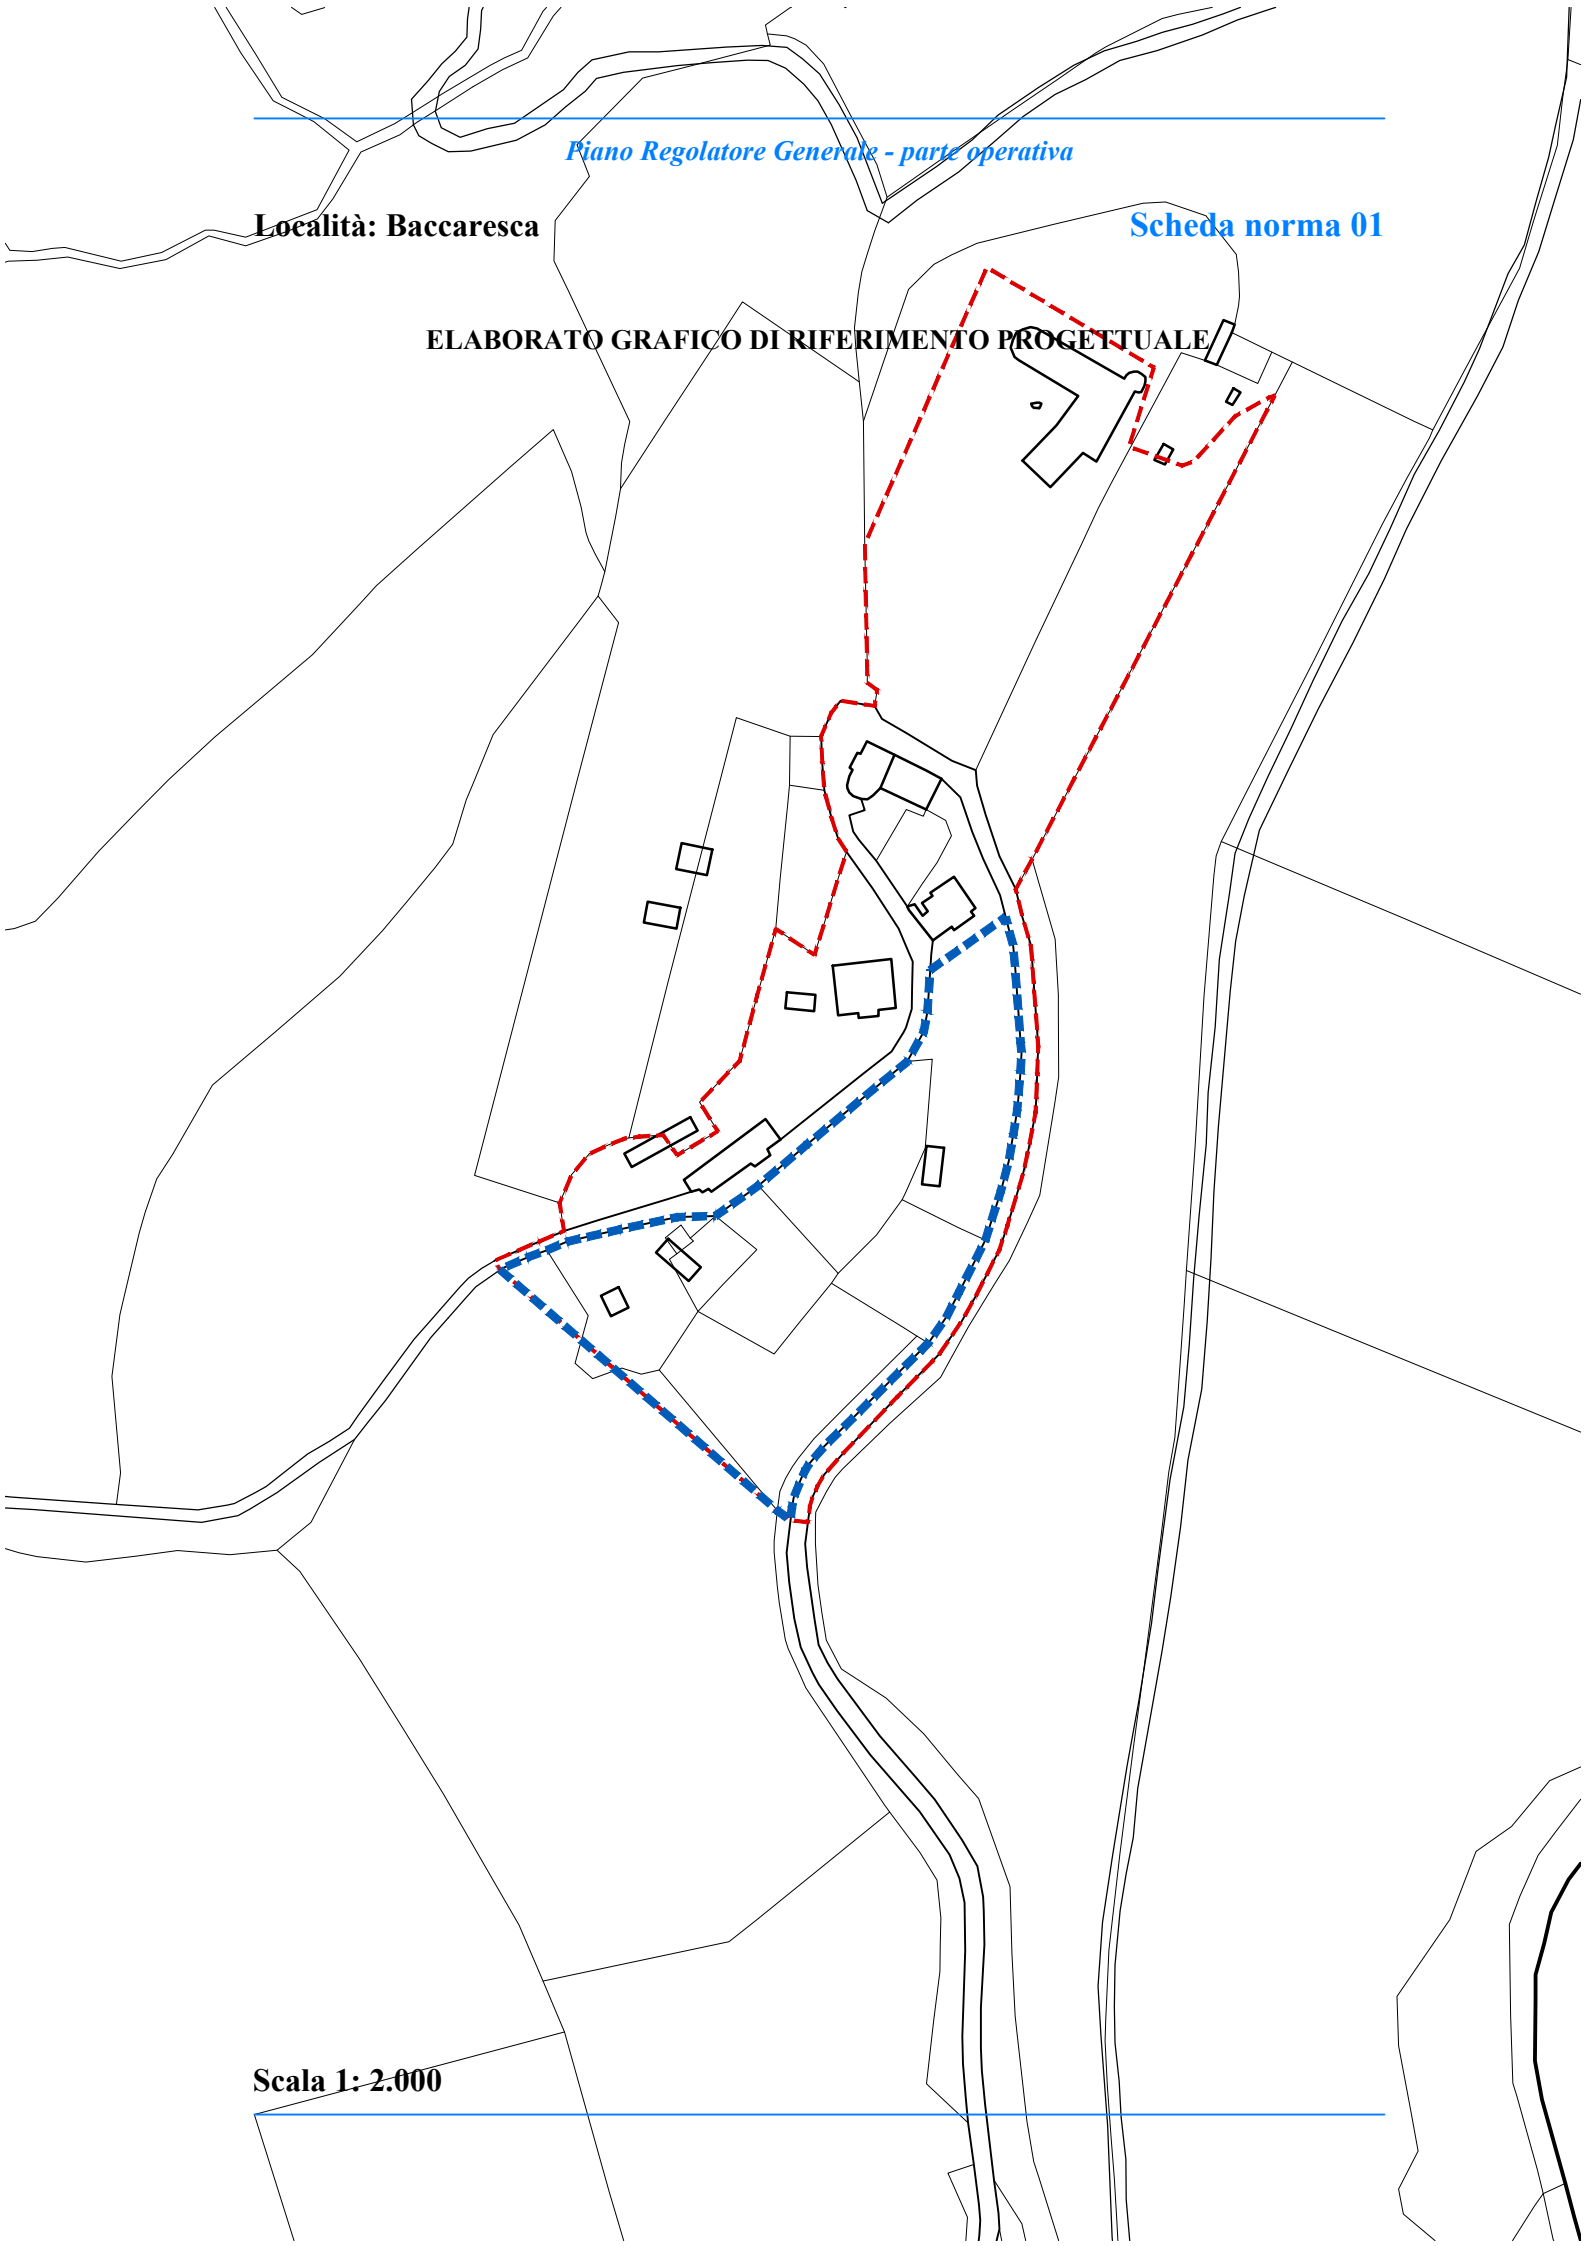 Piano Regolatore Generale - parte operativa
Località: Baccaresca
Scheda norma 01
ELABORATO GRAFICO DI RIFERIMENTO PROGETTUALE
Scala 1: 2.000